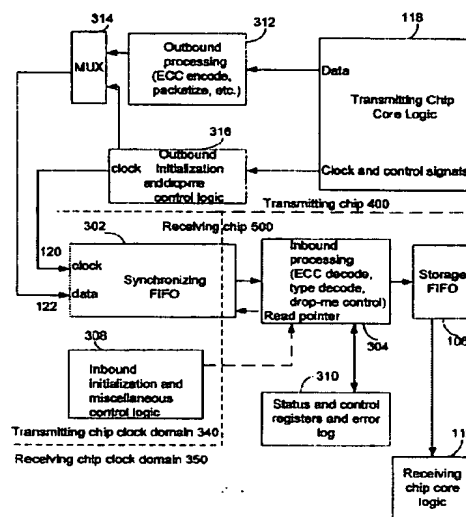 314
312
118
MUX
Outbound
processing
(ECC encode,
packetize, etc.)
Data
Transmitting Chip
Core Logic
316
clock
Outbound
Initialization
anddropme
control logic
Clock and control signals
Transmitting chip 400
Receiving chip 500
302
120
clock
122
data
Synchronizing
FIFO
Inbound
processing
(ECC decode,
type decode,
drop-me control)
Read pointer
304
Storage
FIFO
106
308
Inbound
initialization and
miscellaneous
control logic
310
Status and control
registers and error
log
Transmitting chip clock domain 340
Receiving chip clock domain 350
11
Receiving
chip core
logic